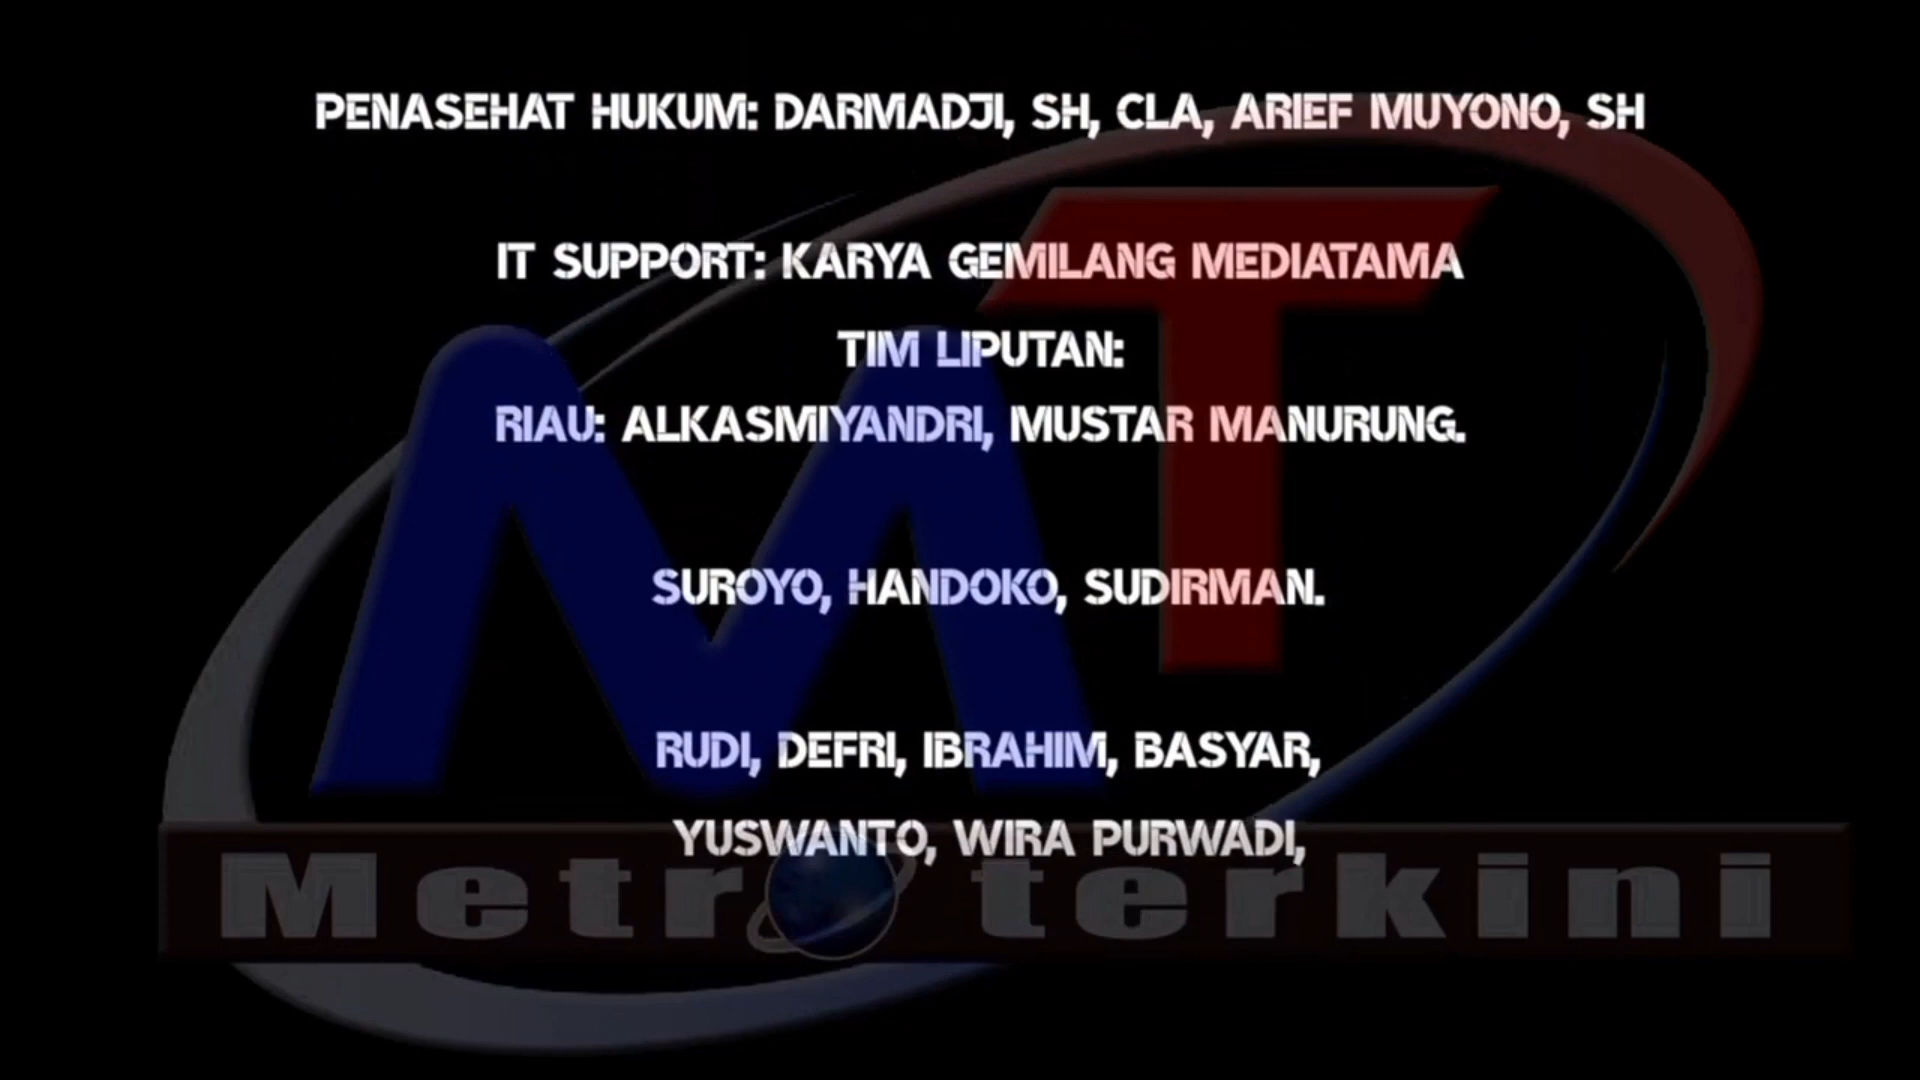 PENASEHAT HUKUM: DARMADJI, SH, CLA, ARIEF MUYONO, SH
IT SUPPORT: KARYA GEMILANG MEDIATAMA
TIM LIPUTAN:
RIAU: ALKASMIYANDRI, MUSTAR MANURUNG.
SUROYO, HANDOKO, SUDIRMAN.
RUDI, DEFRI, IBRAHIM, BASYAR,
YUSWANTO, WIRA PURWADI,
MT
Metro terkini